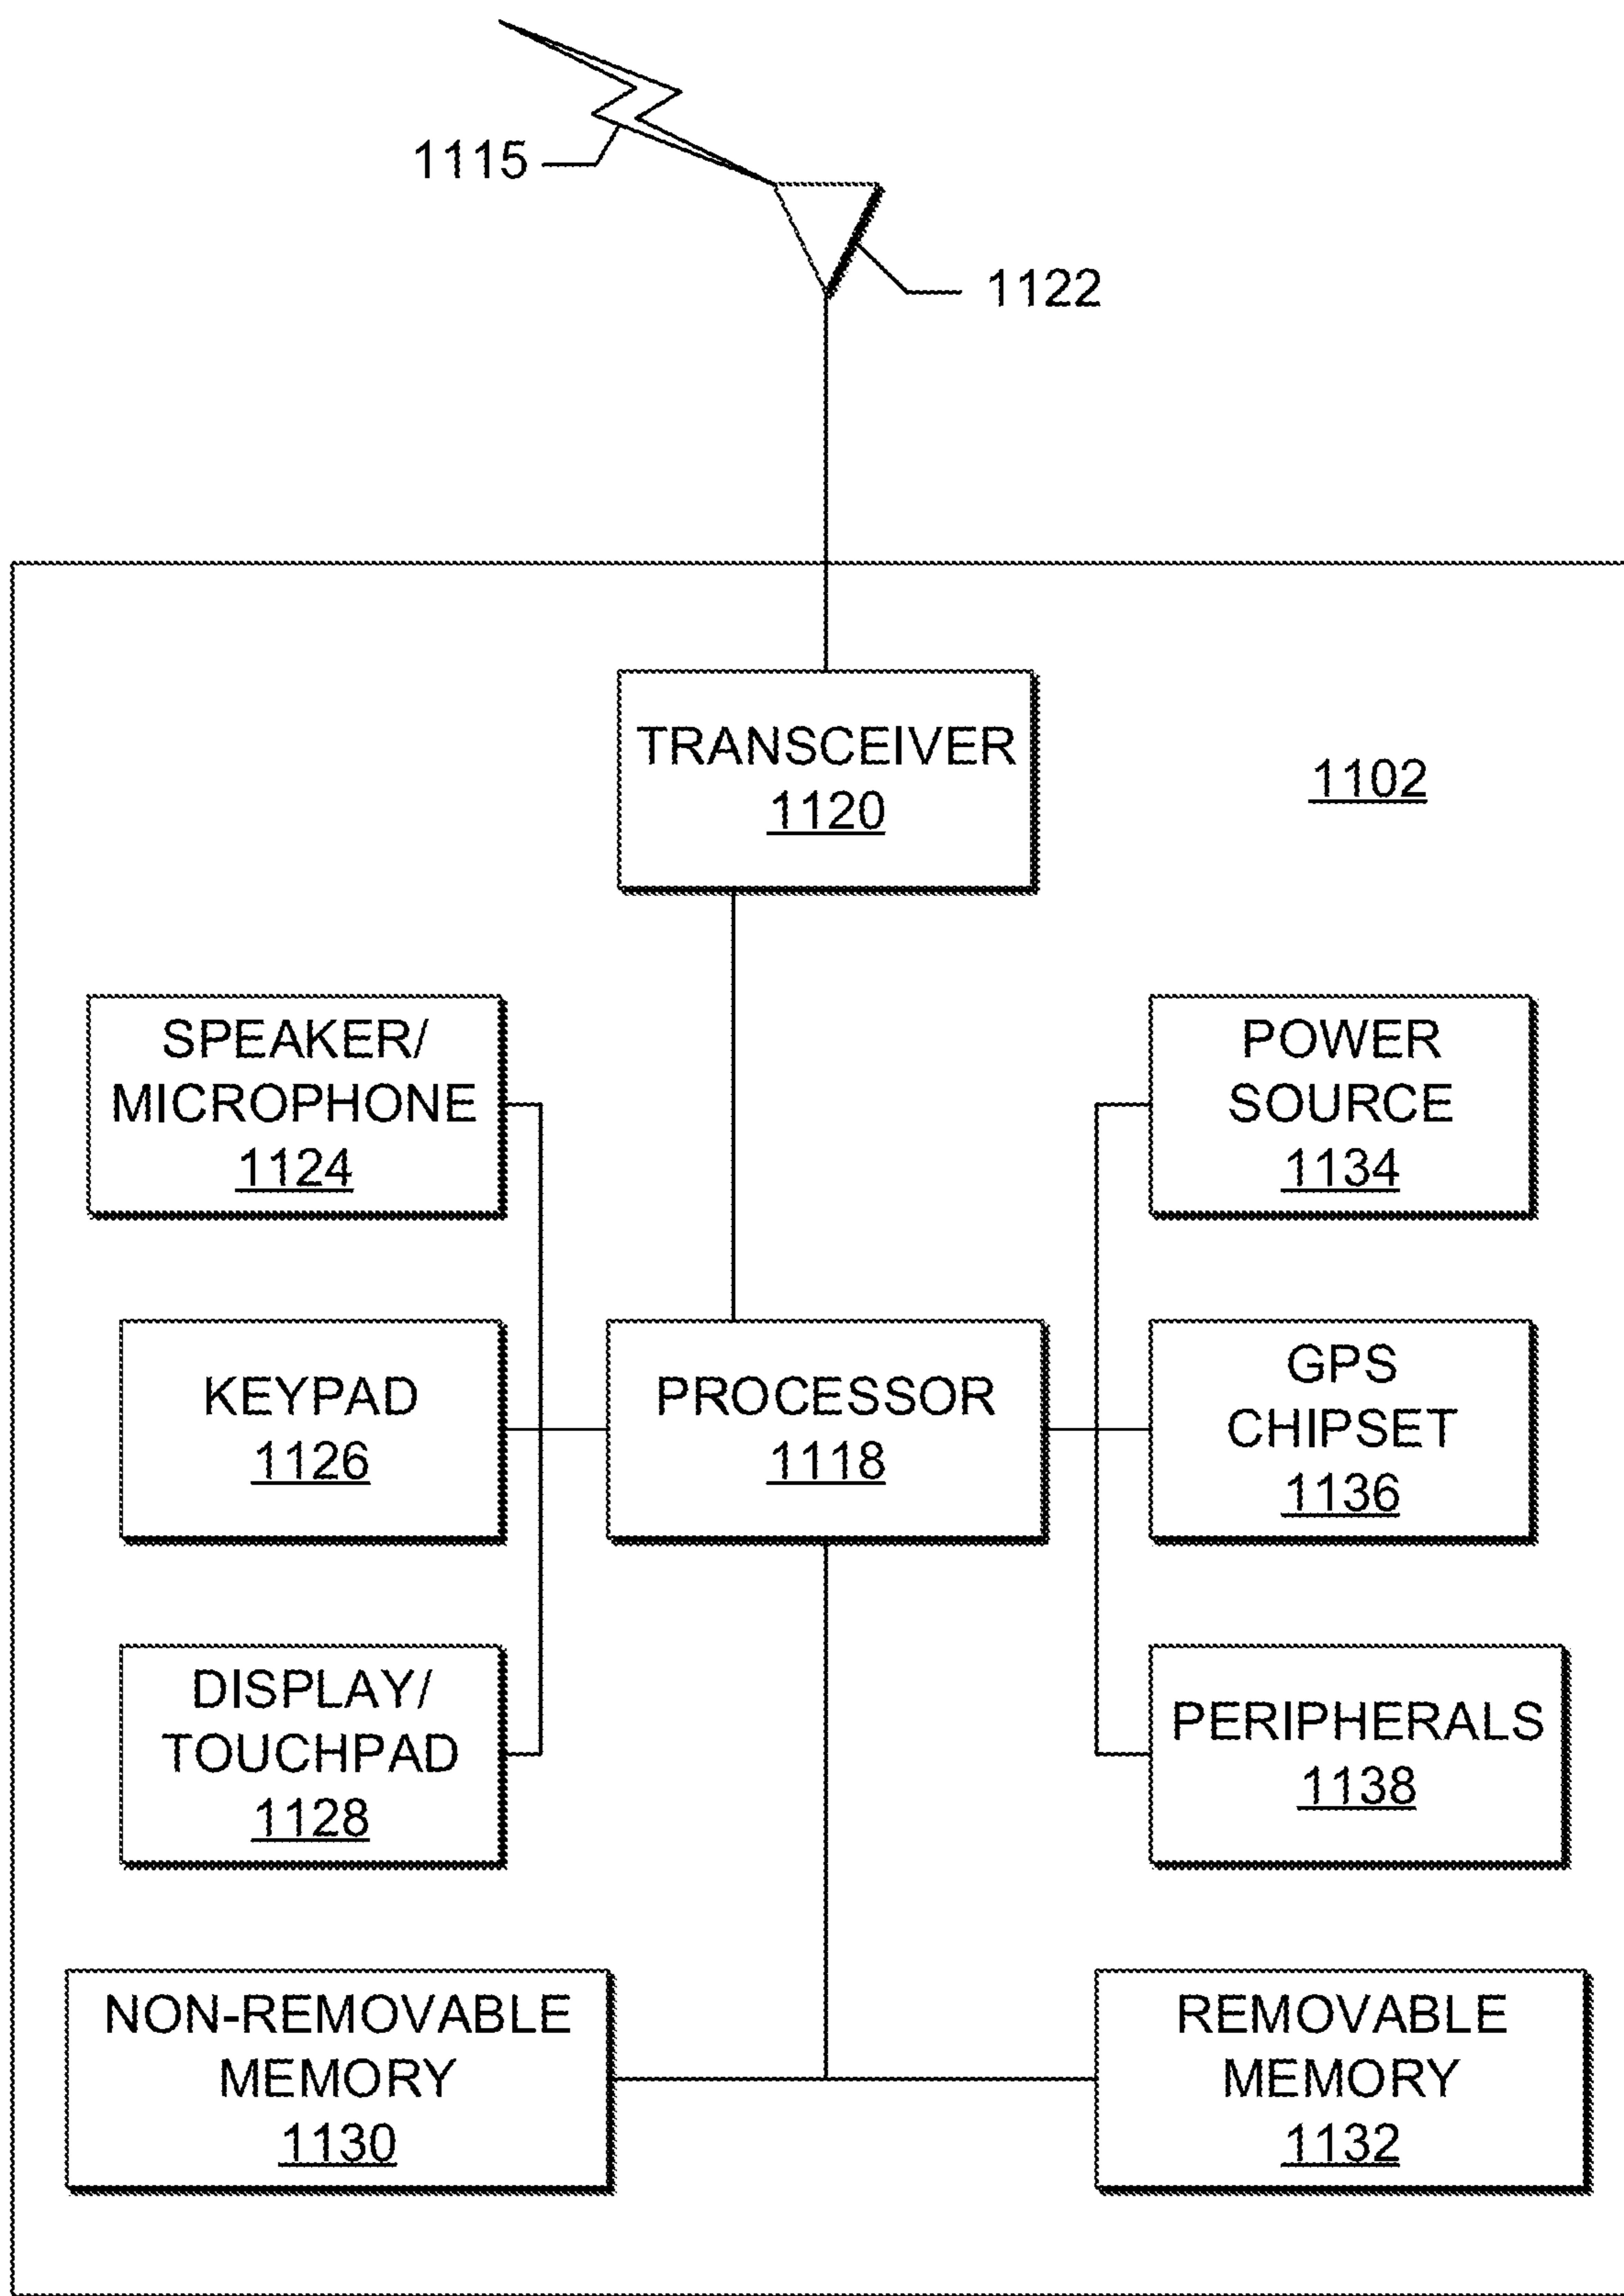 1115
1122
TRANSCEIVER
1120
1102
SPEAKER/
MICROPHONE
1124
POWER
SOURCE
1134
KEYPAD
1126
PROCESSOR
1118
GPS
CHIPSET
1136
DISPLAY/
TOUCHPAD
1128
PERIPHERALS
1138
NON-REMOVABLE
MEMORY
1130
REMOVABLE
MEMORY
1132